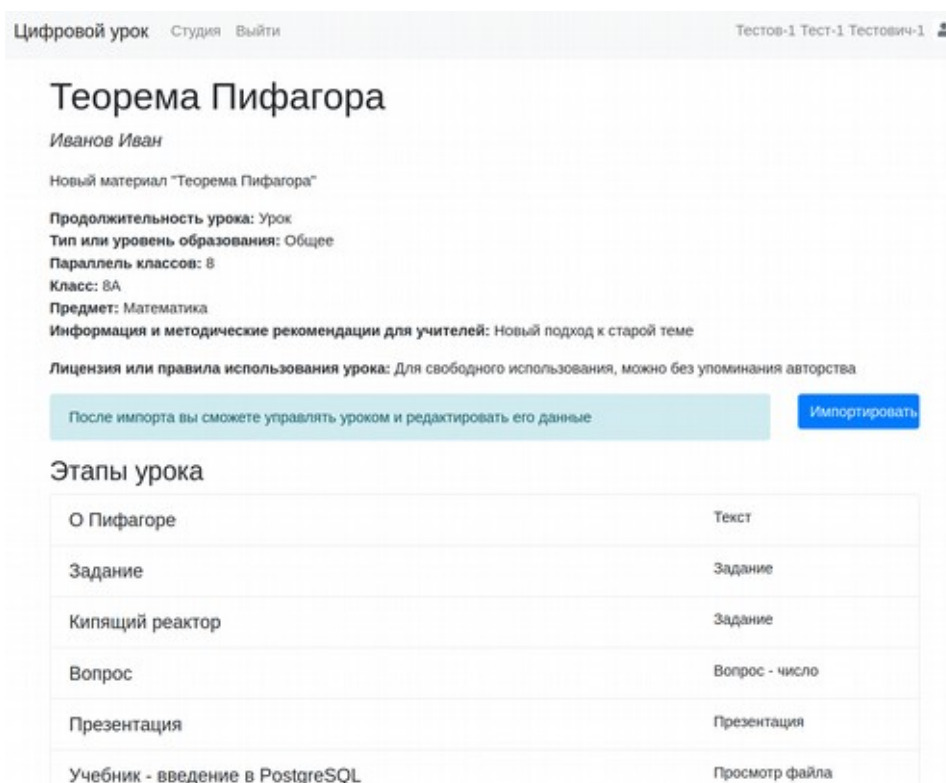 Цифровой урок Студия Выйти Тестов-1 Тест-1 Тестович-1
Теорема Пифагора
Иванов Иван
Новый материал "Теорема Пифагора"
Продолжительность урока: Урок
Тип или уровень образования: Общее
Параллель классов: 8
Класс: 8А
Предмет: Математика
Информация и методические рекомендации для учителей: Новый подход к старой теме
Лицензия или правила использования урока: Для свободного использования, можно без упоминания авторства
После импорта вы сможете управлять уроком и редактировать его данные Импортировать
Этапы урока
О Пифагоре Текст
Задание Задание
Кипящий реактор Задание
Вопрос Вопрос - число
Презентация Презентация
Учебник - введение в PostgreSQL Просмотр файла